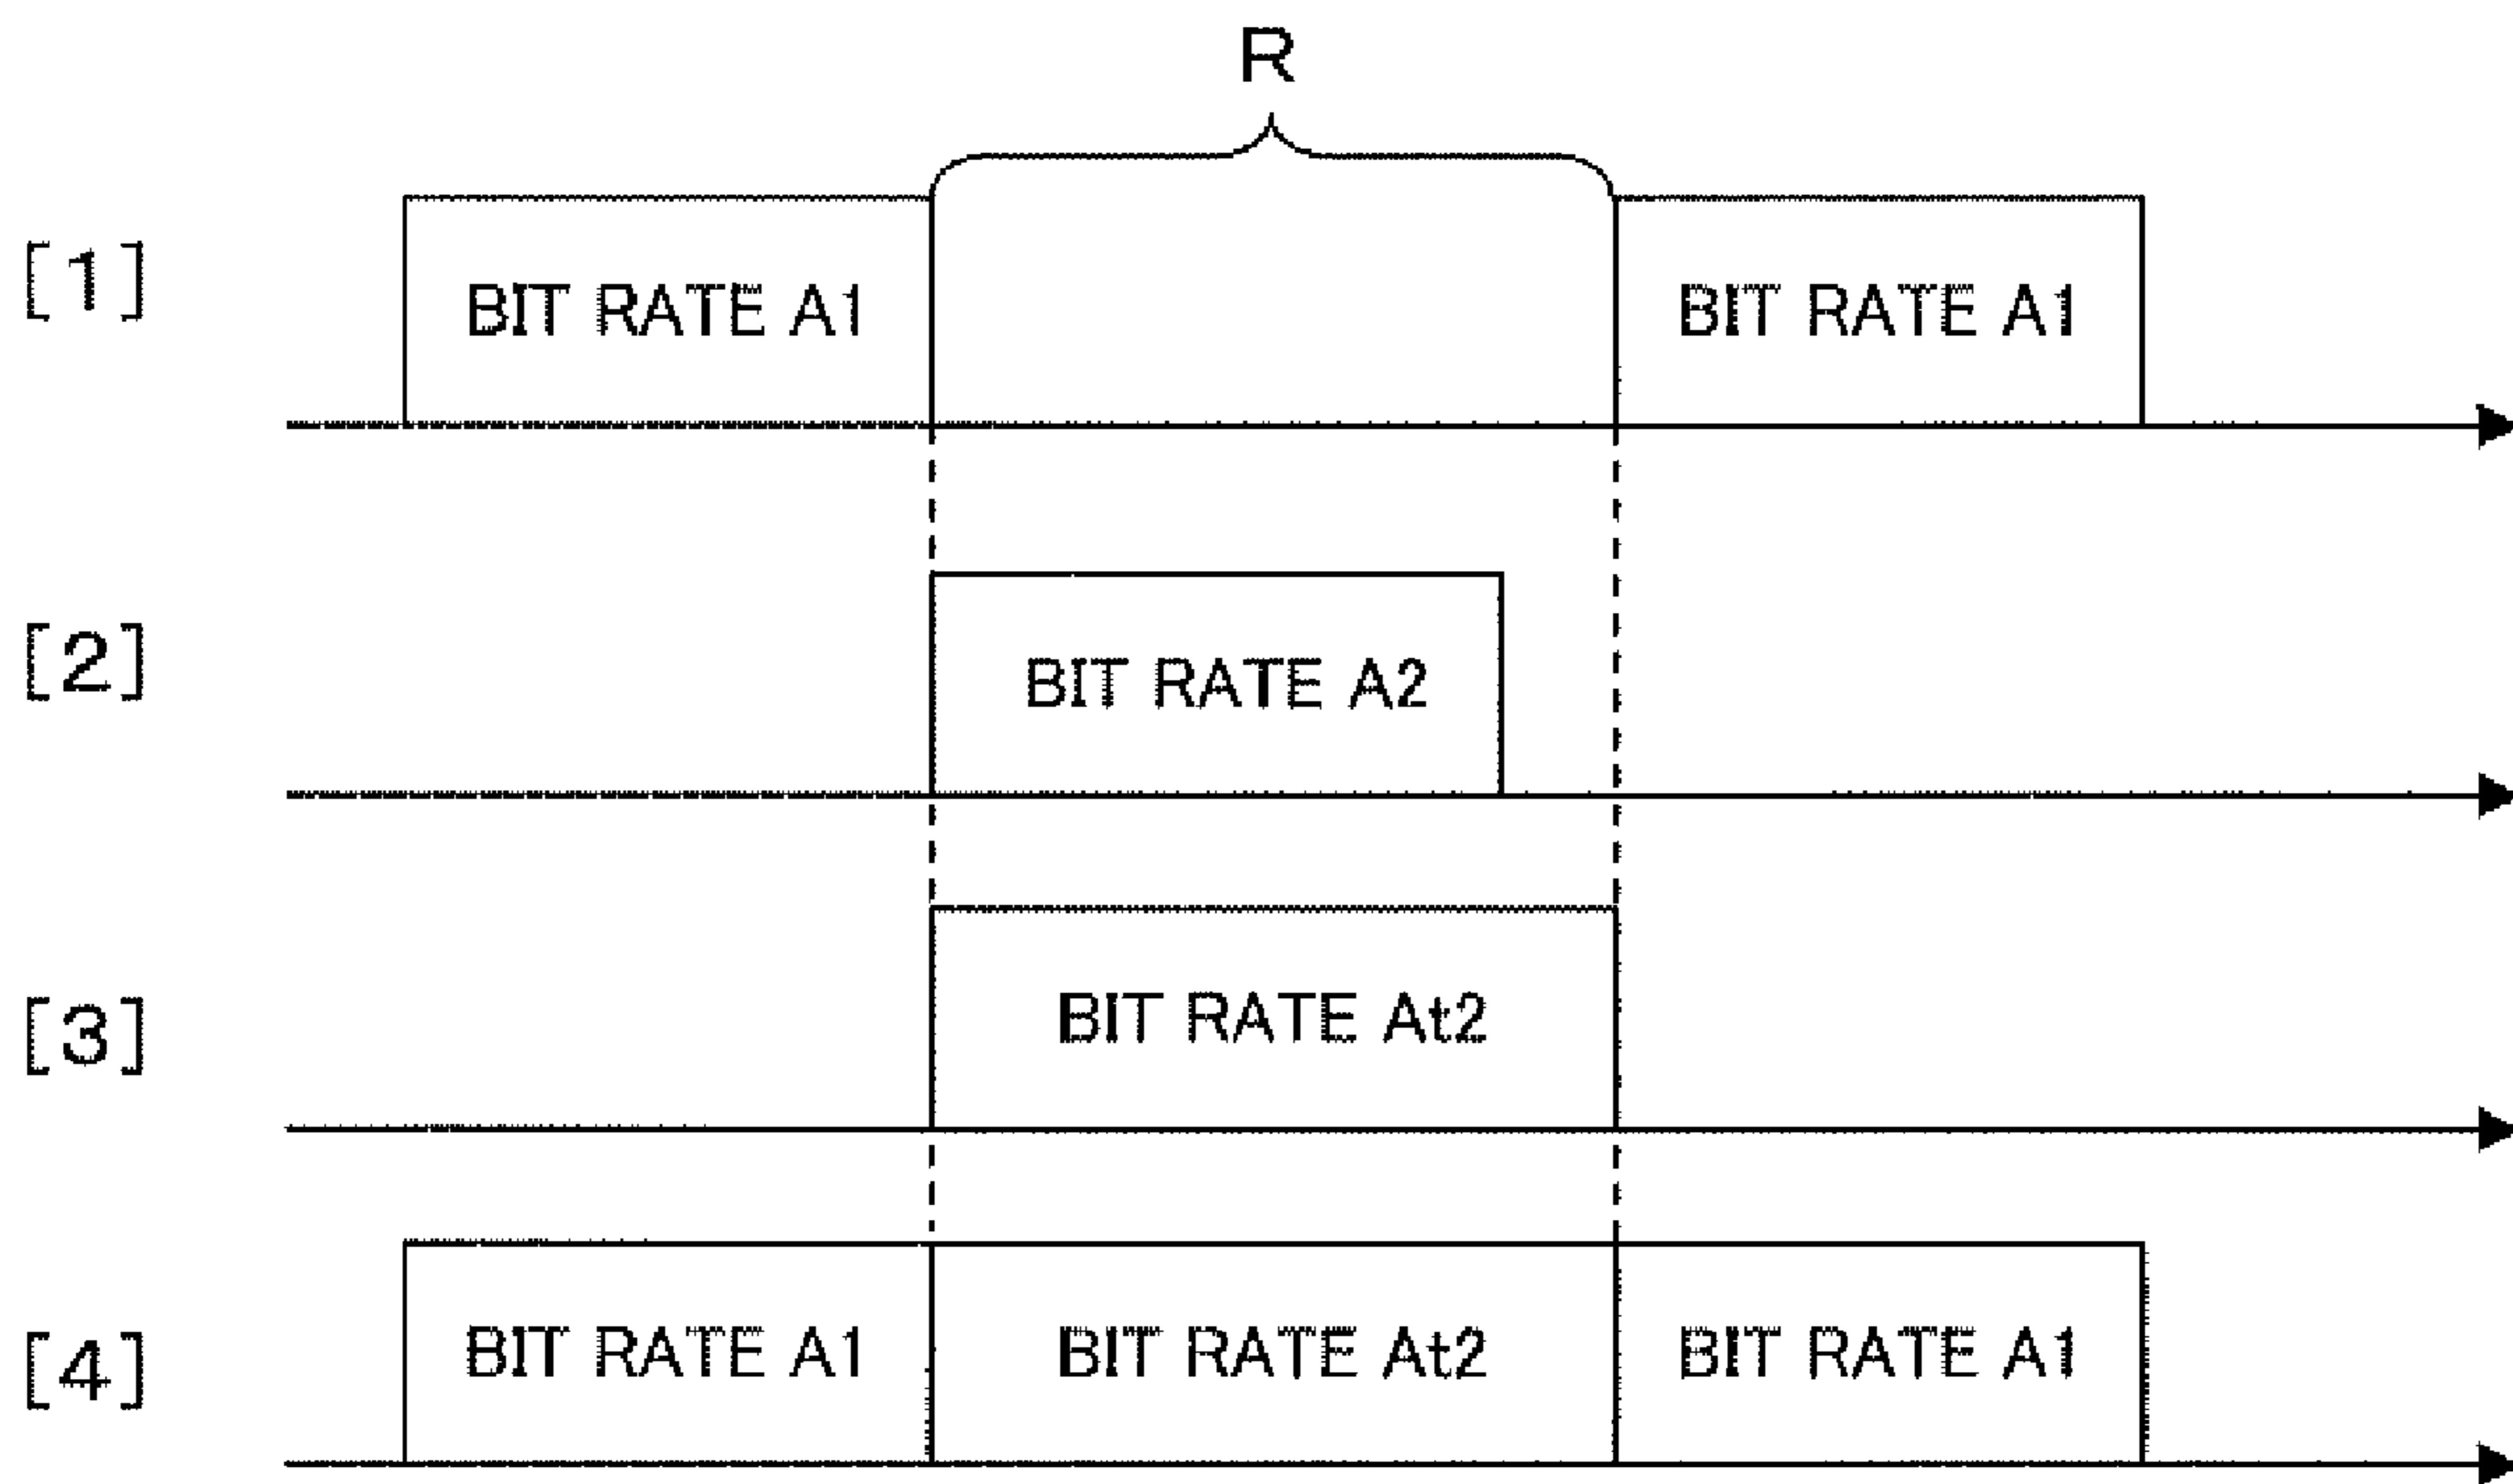 R
[1] BIT RATE A1 BIT RATE A1
[2] BIT RATE A2
[3] BIT RATE At2
[4] BIT RATE A1 BIT RATE At2 BIT RATE A1